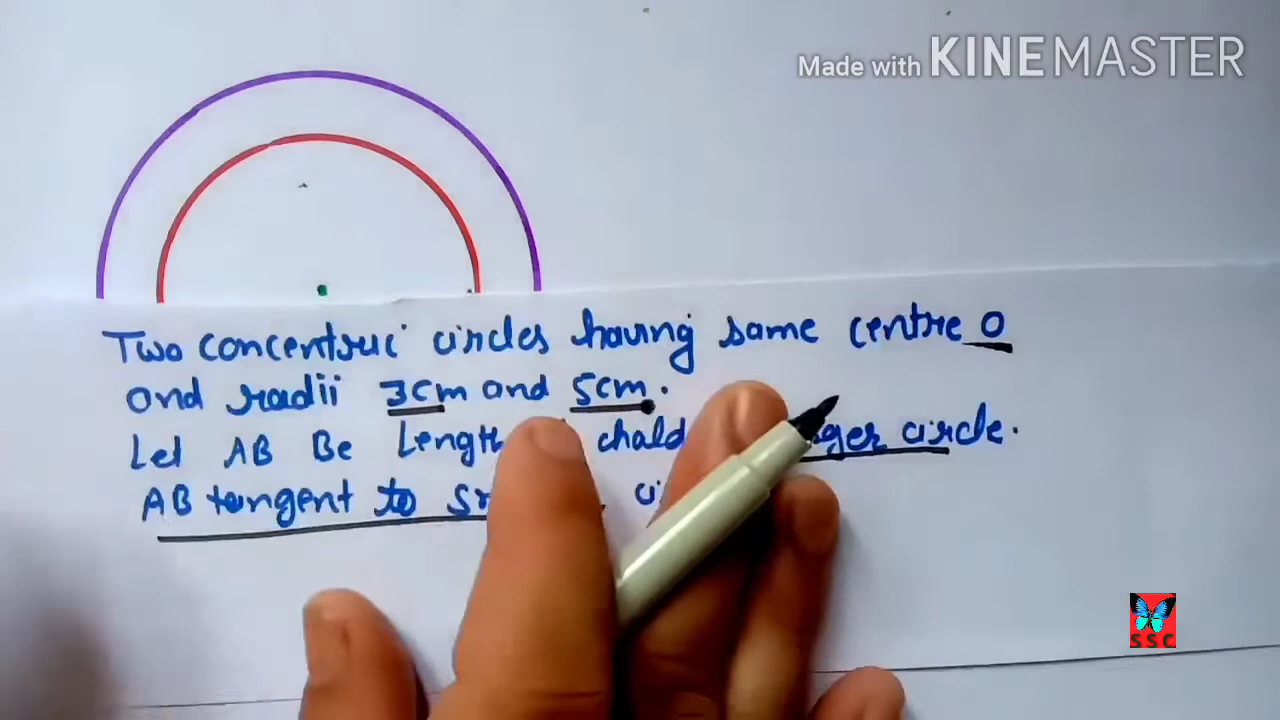 Made with KINEMASTER
Two concentric circles having same centre O
and radii 3cm and 5cm.
Let AB Be Length chald circle.
AB tangent to
SSC